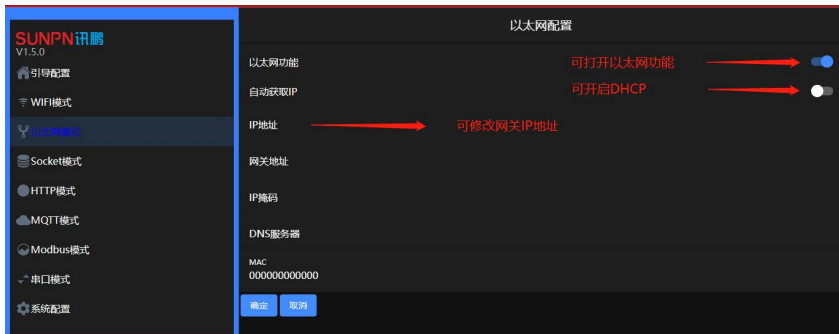 以太网配置
SUNPN讯鹏
V1.5.0
引导配置
WIFI模式
以太网模式
Socket模式
HTTP模式
MQTT模式
Modbus模式
串口模式
系统配置
以太网功能 可打开以太网功能
自动获取IP 可开启DHCP
IP地址 可修改网关IP地址
网关地址
IP掩码
DNS服务器
MAC
000000000000
确定 取消